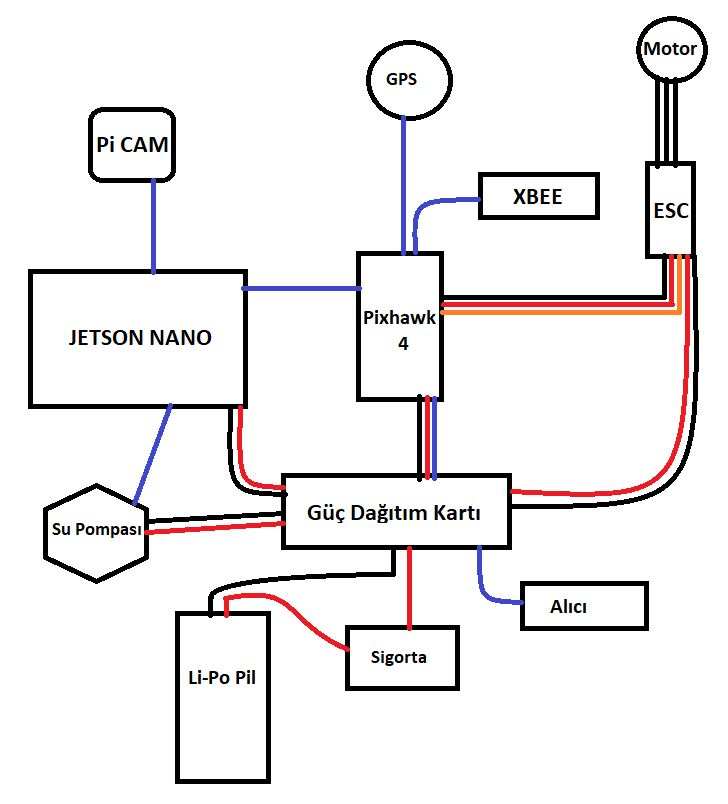 Motor
GPS
Pi CAM
XBEE
ESC
JETSON NANO
Pixhawk
4
Güç Dağıtım Kartı
Su Pompası
Alıcı
Sigorta
Li-Po Pil